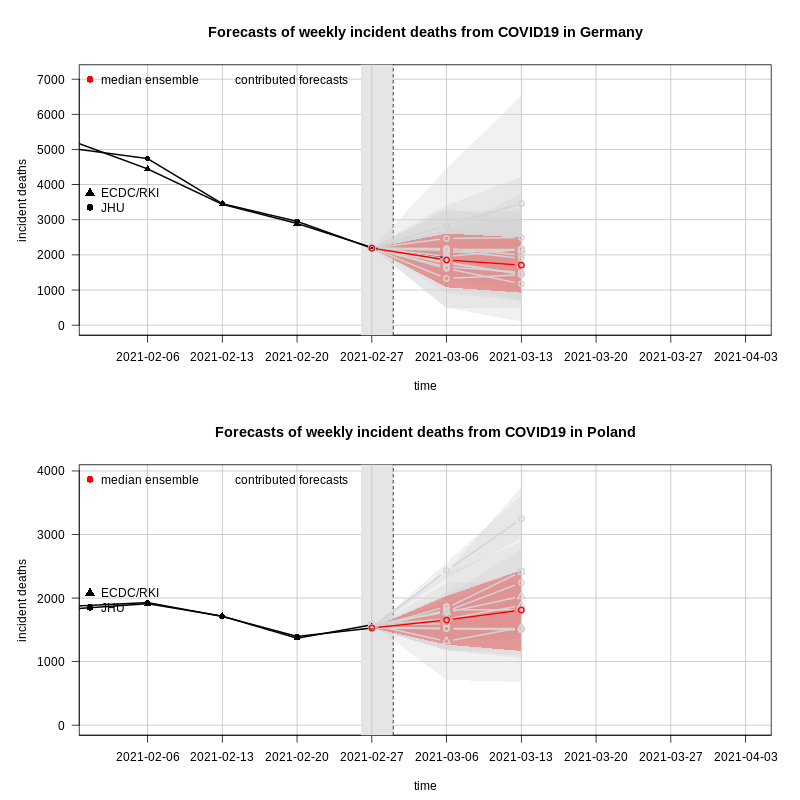 Forecasts of weekly incident deaths from COVID19 in Germany
7000
median ensemble
contributed forecasts
6000
5000
4000
ECDC/RKI
JHU
3000
2000
1000
0
incident deaths
2021-02-06 2021-02-13 2021-02-20 2021-02-27 2021-03-06 2021-03-13 2021-03-20 2021-03-27 2021-04-03
time
Forecasts of weekly incident deaths from COVID19 in Poland
4000
median ensemble
contributed forecasts
3000
2000
ECDC/RKI
JHU
1000
0
incident deaths
2021-02-06 2021-02-13 2021-02-20 2021-02-27 2021-03-06 2021-03-13 2021-03-20 2021-03-27 2021-04-03
time